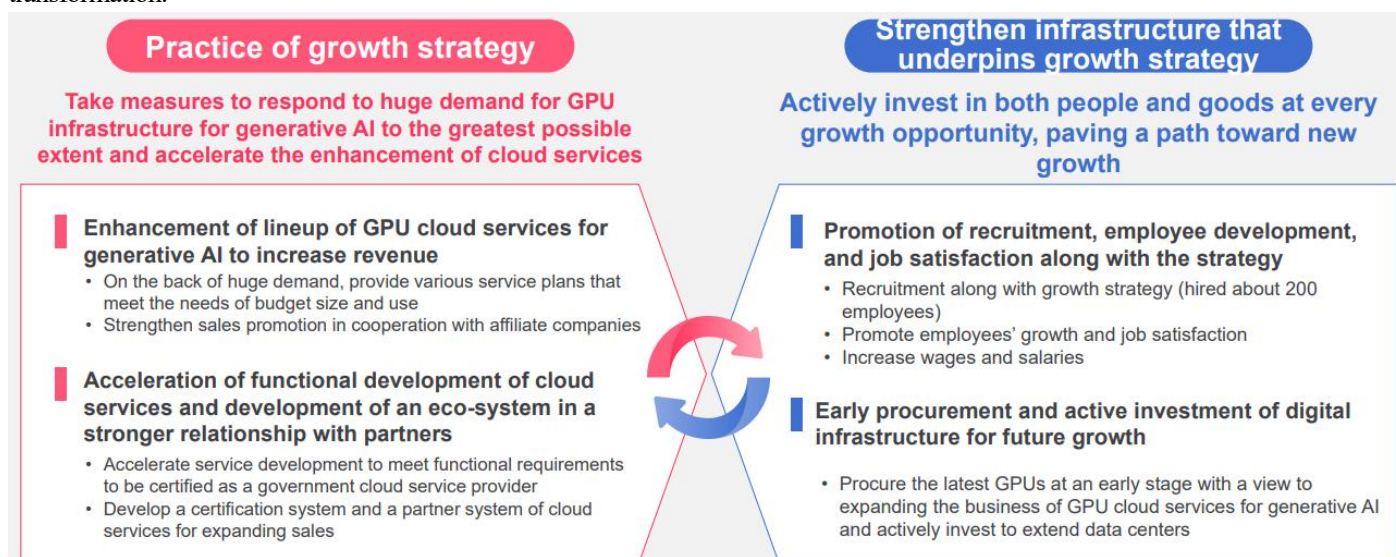 transformation.
Practice of growth strategy
Take measures to respond to huge demand for GPU
infrastructure for generative AI to the greatest possible
extent and accelerate the enhancement of cloud services
Enhancement of lineup of GPU cloud services for
generative AI to increase revenue
• On the back of huge demand, provide various service plans that
meet the needs of budget size and use
• Strengthen sales promotion in cooperation with affiliate companies
Acceleration of functional development of cloud
services and development of an eco-system in a
stronger relationship with partners
• Accelerate service development to meet functional requirements
to be certified as a government cloud service provider
• Develop a certification system and a partner system of cloud
services for expanding sales
Strengthen infrastructure that
underpins growth strategy
Actively invest in both people and goods at every
growth opportunity, paving a path toward new
growth
Promotion of recruitment, employee development,
and job satisfaction along with the strategy
• Recruitment along with growth strategy (hired about 200
employees)
• Promote employees’ growth and job satisfaction
• Increase wages and salaries
Early procurement and active investment of digital
infrastructure for future growth
• Procure the latest GPUs at an early stage with a view to
expanding the business of GPU cloud services for generative AI
and actively invest to extend data centers